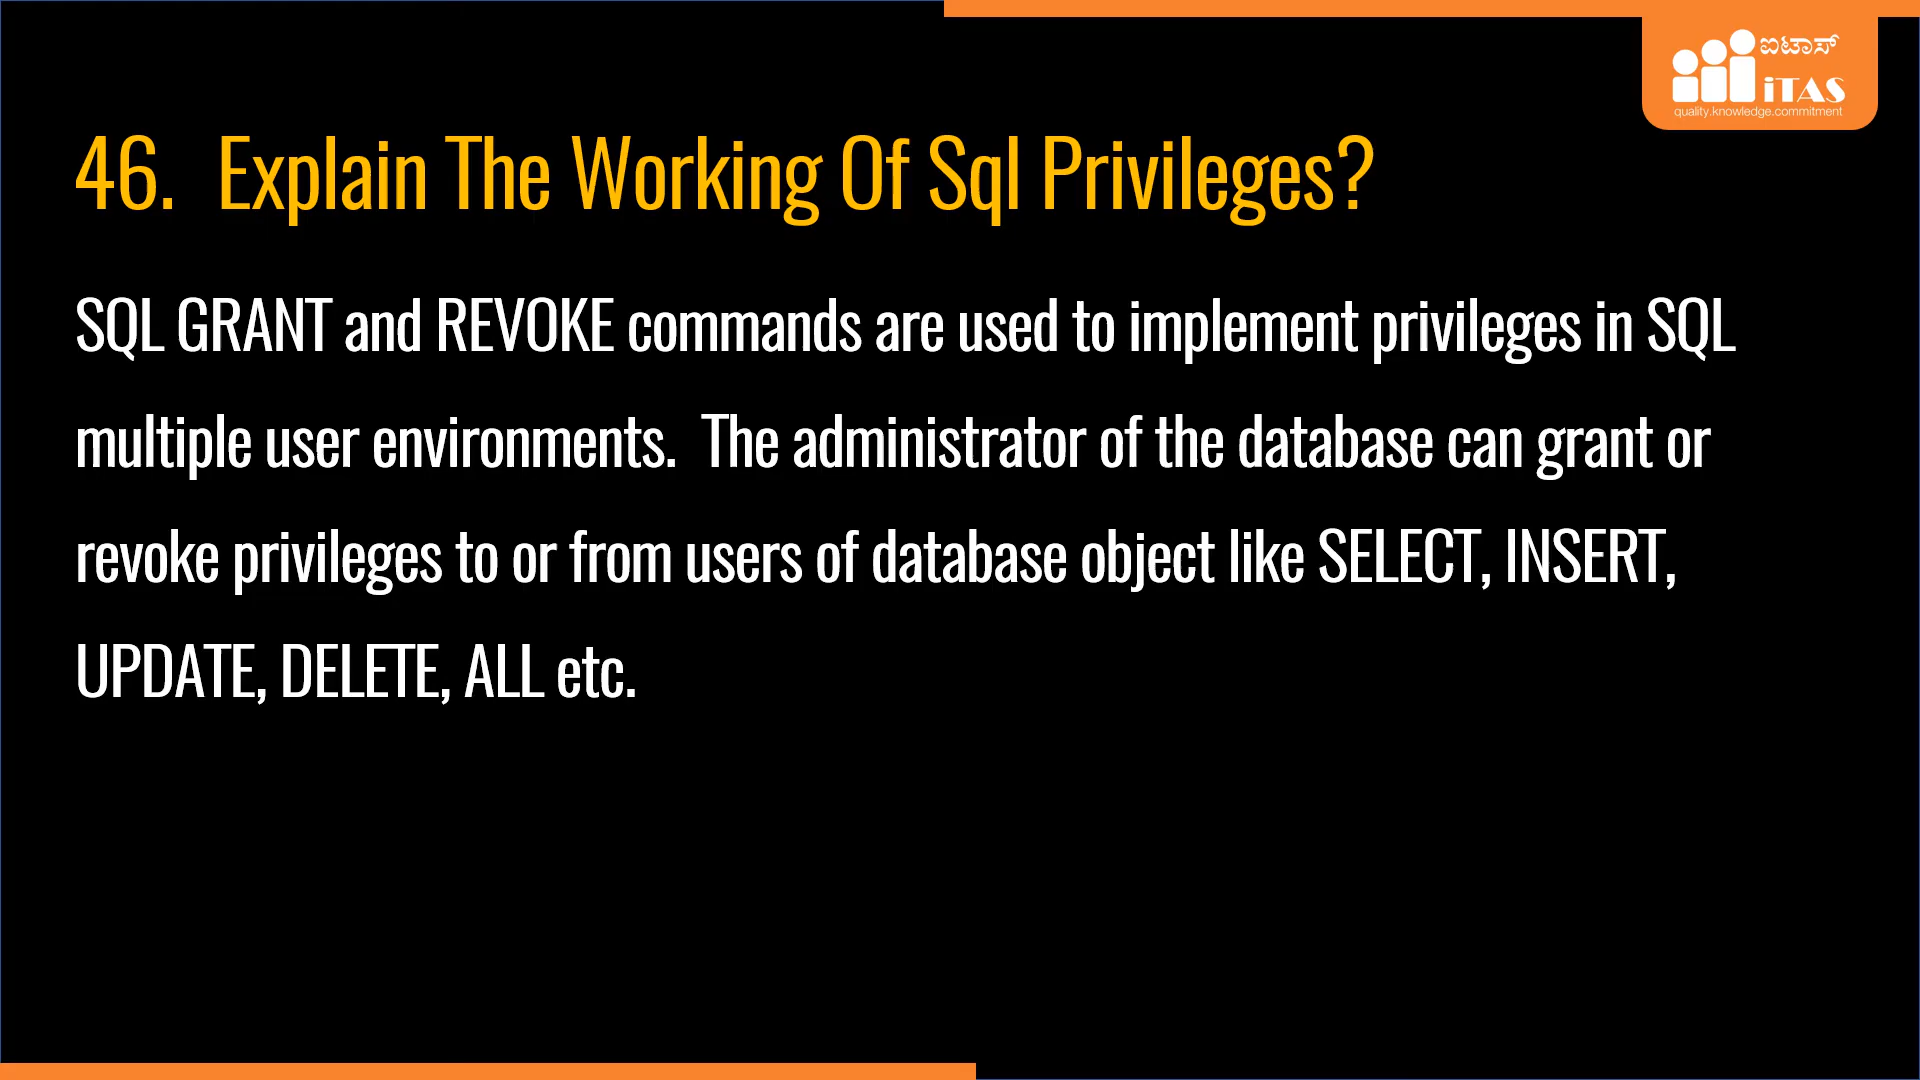 ಐಟಾಸ್
iTAS
quality.knowledge.commitment
46. Explain The Working Of Sql Privileges?
SQL GRANT and REVOKE commands are used to implement privileges in SQL
multiple user environments. The administrator of the database can grant or
revoke privileges to or from users of database object like SELECT, INSERT,
UPDATE, DELETE, ALL etc.